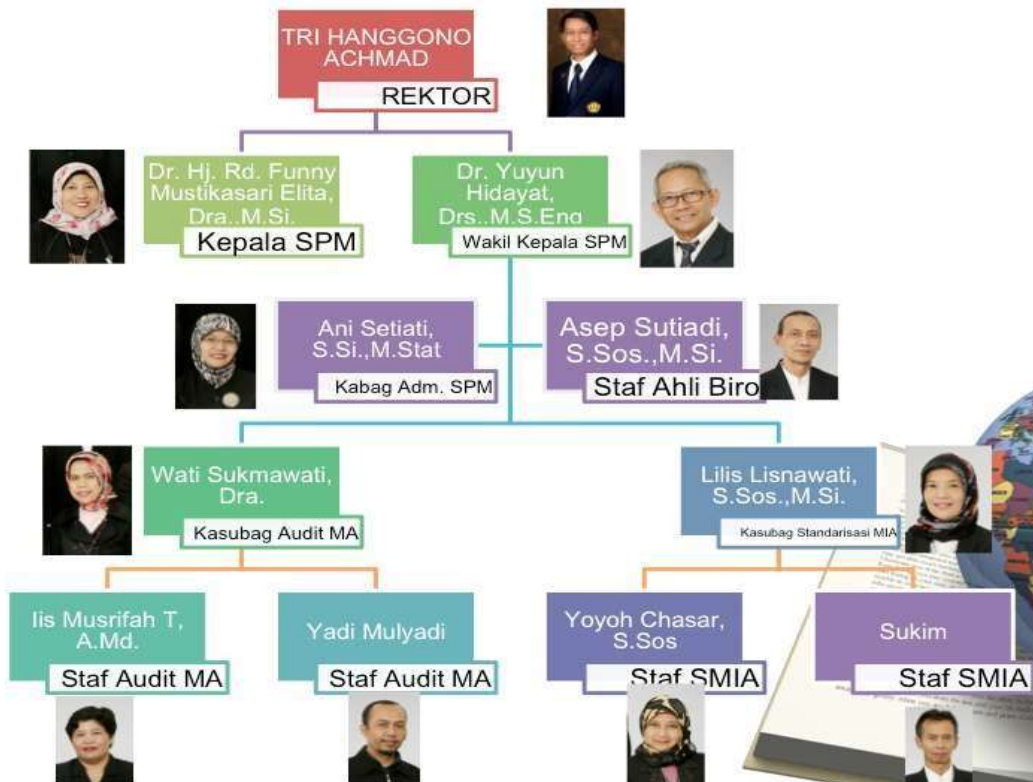 TRI HANGGONO
ACHMAD
REKTOR
Dr. Hj. Rd. Funny
Mustikasari Elita,
Dra.,M.Si.
Kepala SPM
Dr. Yuyun
Hidayat,
Drs..M.S.Eng
Wakil Kepala SPM
Ani Setiati,
S.Si.,M.Stat
Kabag Adm. SPM
Asep Sutiadi,
S.Sos.,M.Si.
Staf Ahli Biro
Wati Sukmawati,
Dra.
Kasubag Audit MA
Lilis Lisnawati,
S.Sos.,M.Si.
Kasubag Standarisasi MIA
Iis Musrifah T,
A.Md.
Staf Audit MA
Yadi Mulyadi
Staf Audit MA
Yoyoh Chasar,
S.Sos
Staf SMIA
Sukim
Staf SMIA